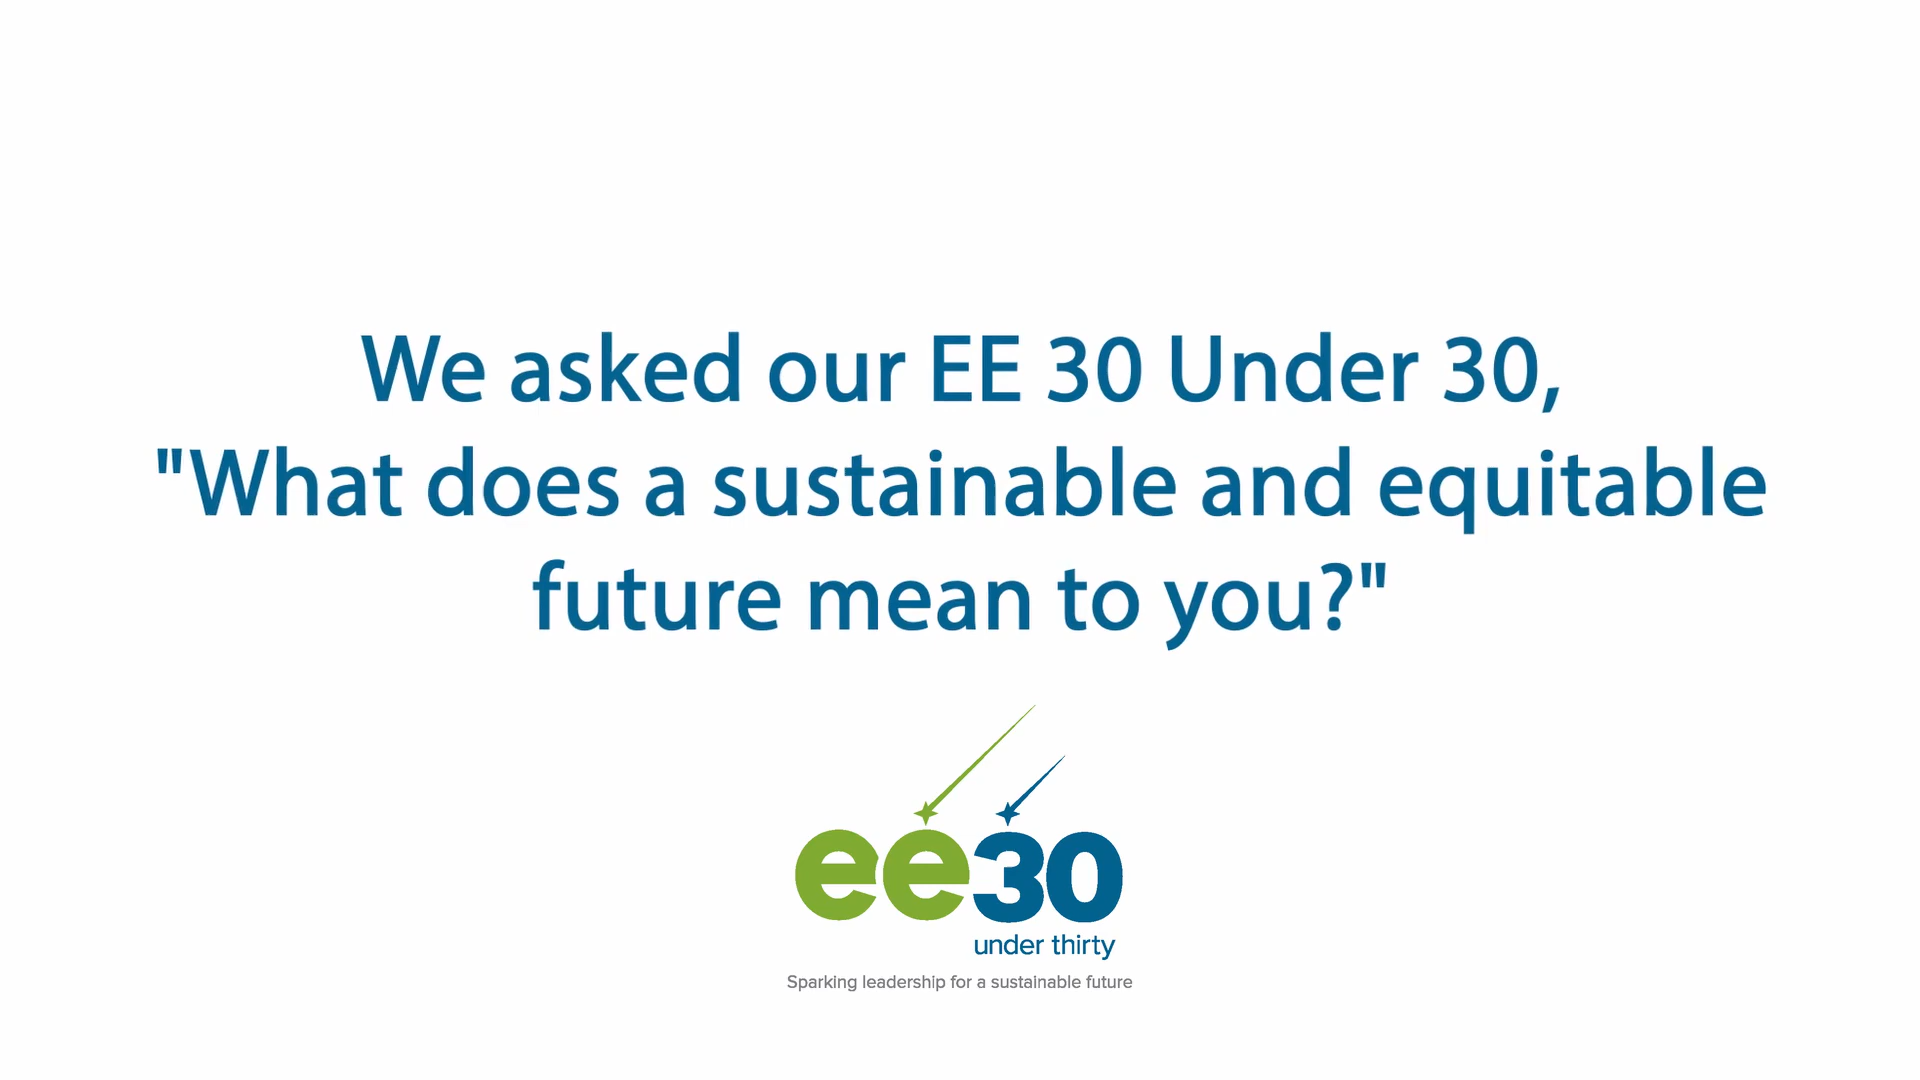 We asked our EE 30 Under 30,
"What does a sustainable and equitable
future mean to you?"
ee30
under thirty
Sparking leadership for a sustainable future